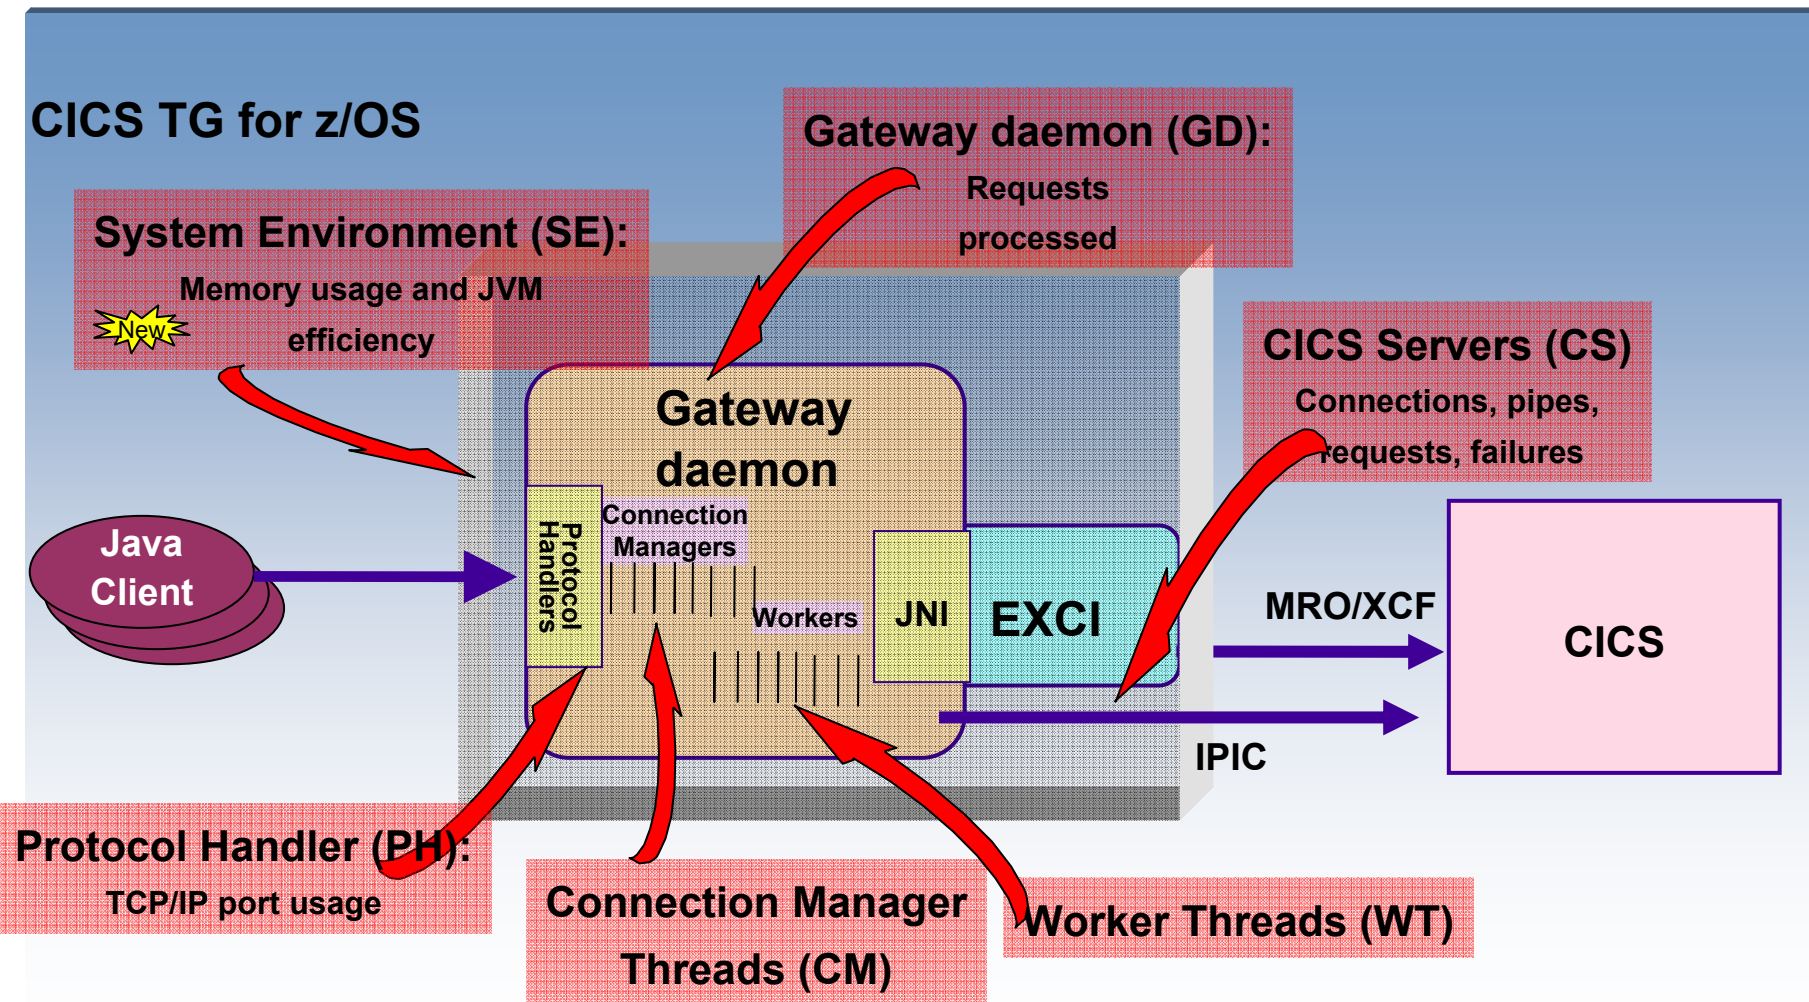 CICS TG for z/OS
Gateway daemon (GD):
Requests
processed
System Environment (SE):
Memory usage and JVM
efficiency
New
CICS Servers (CS)
Connections, pipes,
requests, failures
Gateway
daemon
Connection
Managers
Protocol
Handlers
Workers
JNI
EXCI
Java
Client
MRO/XCF
IPIC
CICS
Protocol Handler (PH):
TCP/IP port usage
Connection Manager
Threads (CM)
Worker Threads (WT)